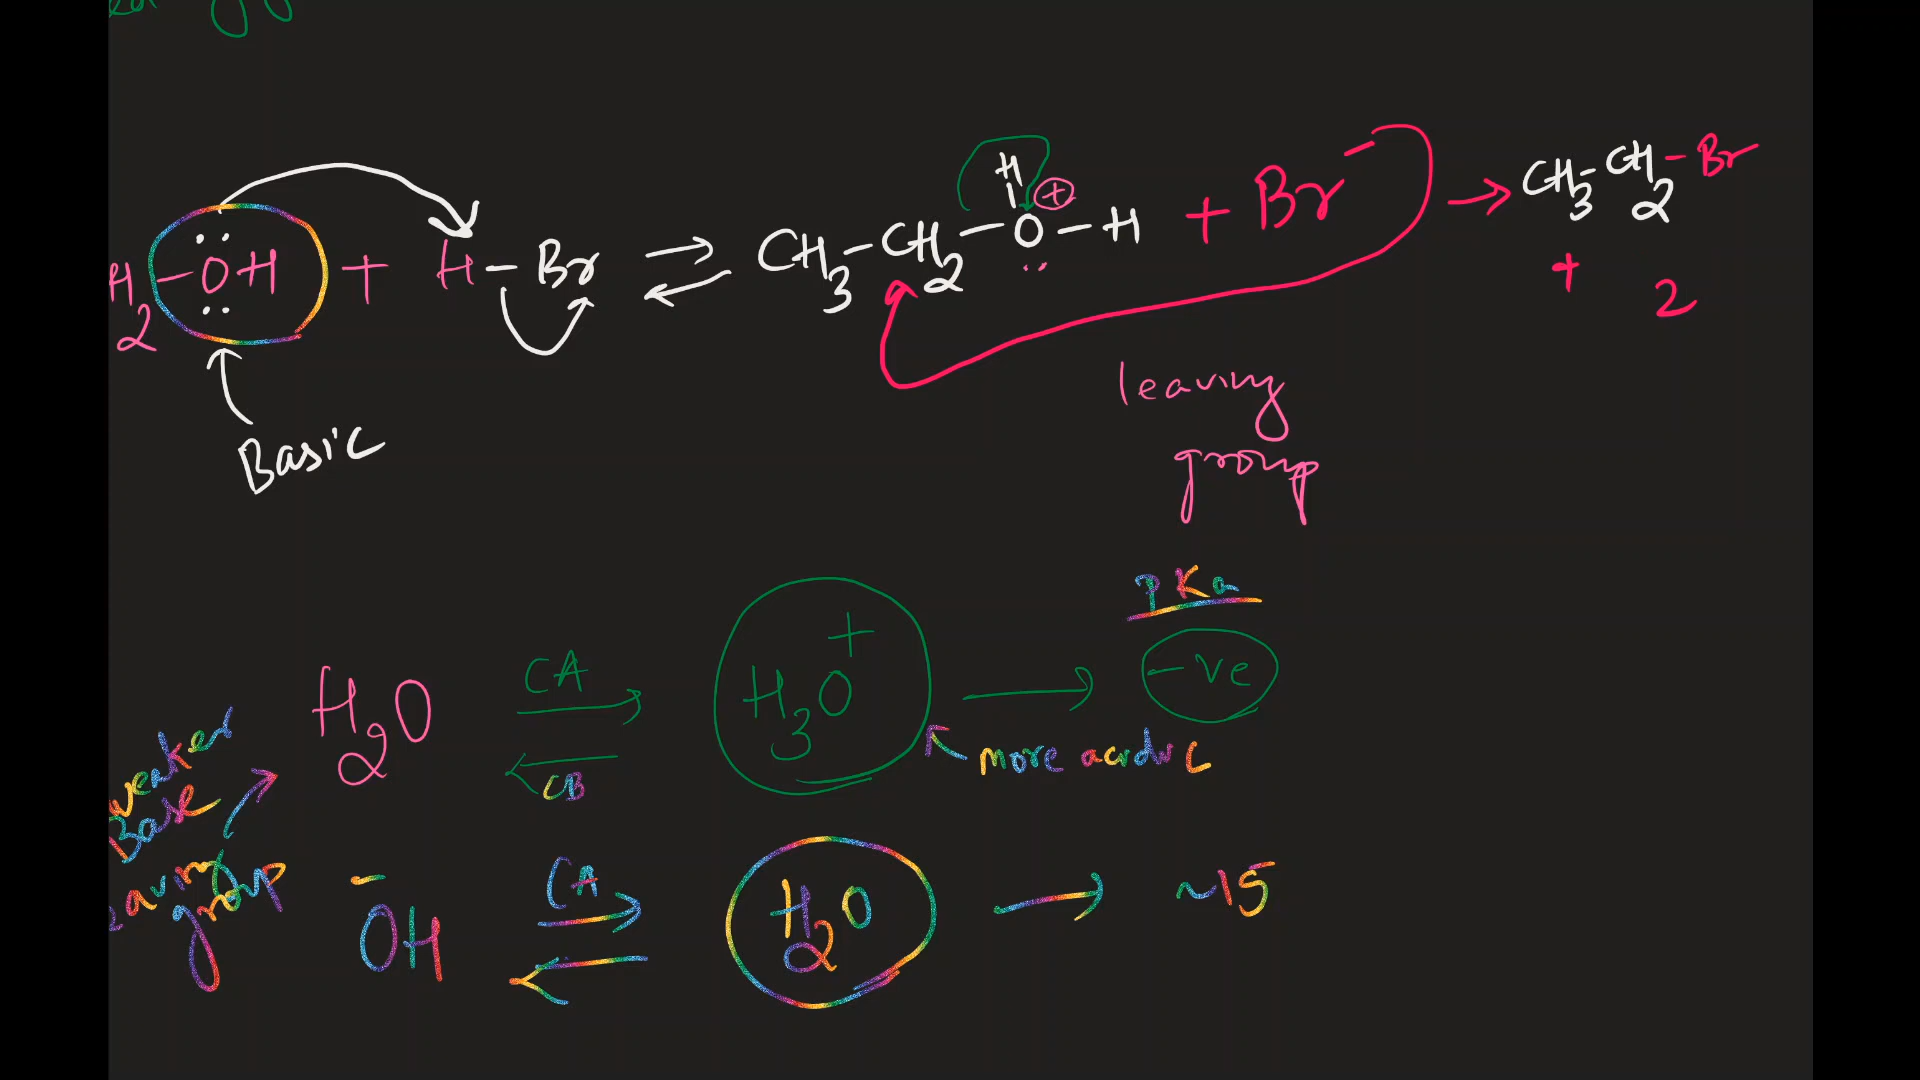 H₂-OH + H-Br ⇌ CH₃-CH₂-O-H + Br⁻ → CH₃-CH₂-Br
H
+
+ 2
Basic
leaving
group
pKa
H₂O CA CB H₃O⁺ → -ve
more acidic
weaker
Base
leaving
group
⁻OH CA H₂O → ~15